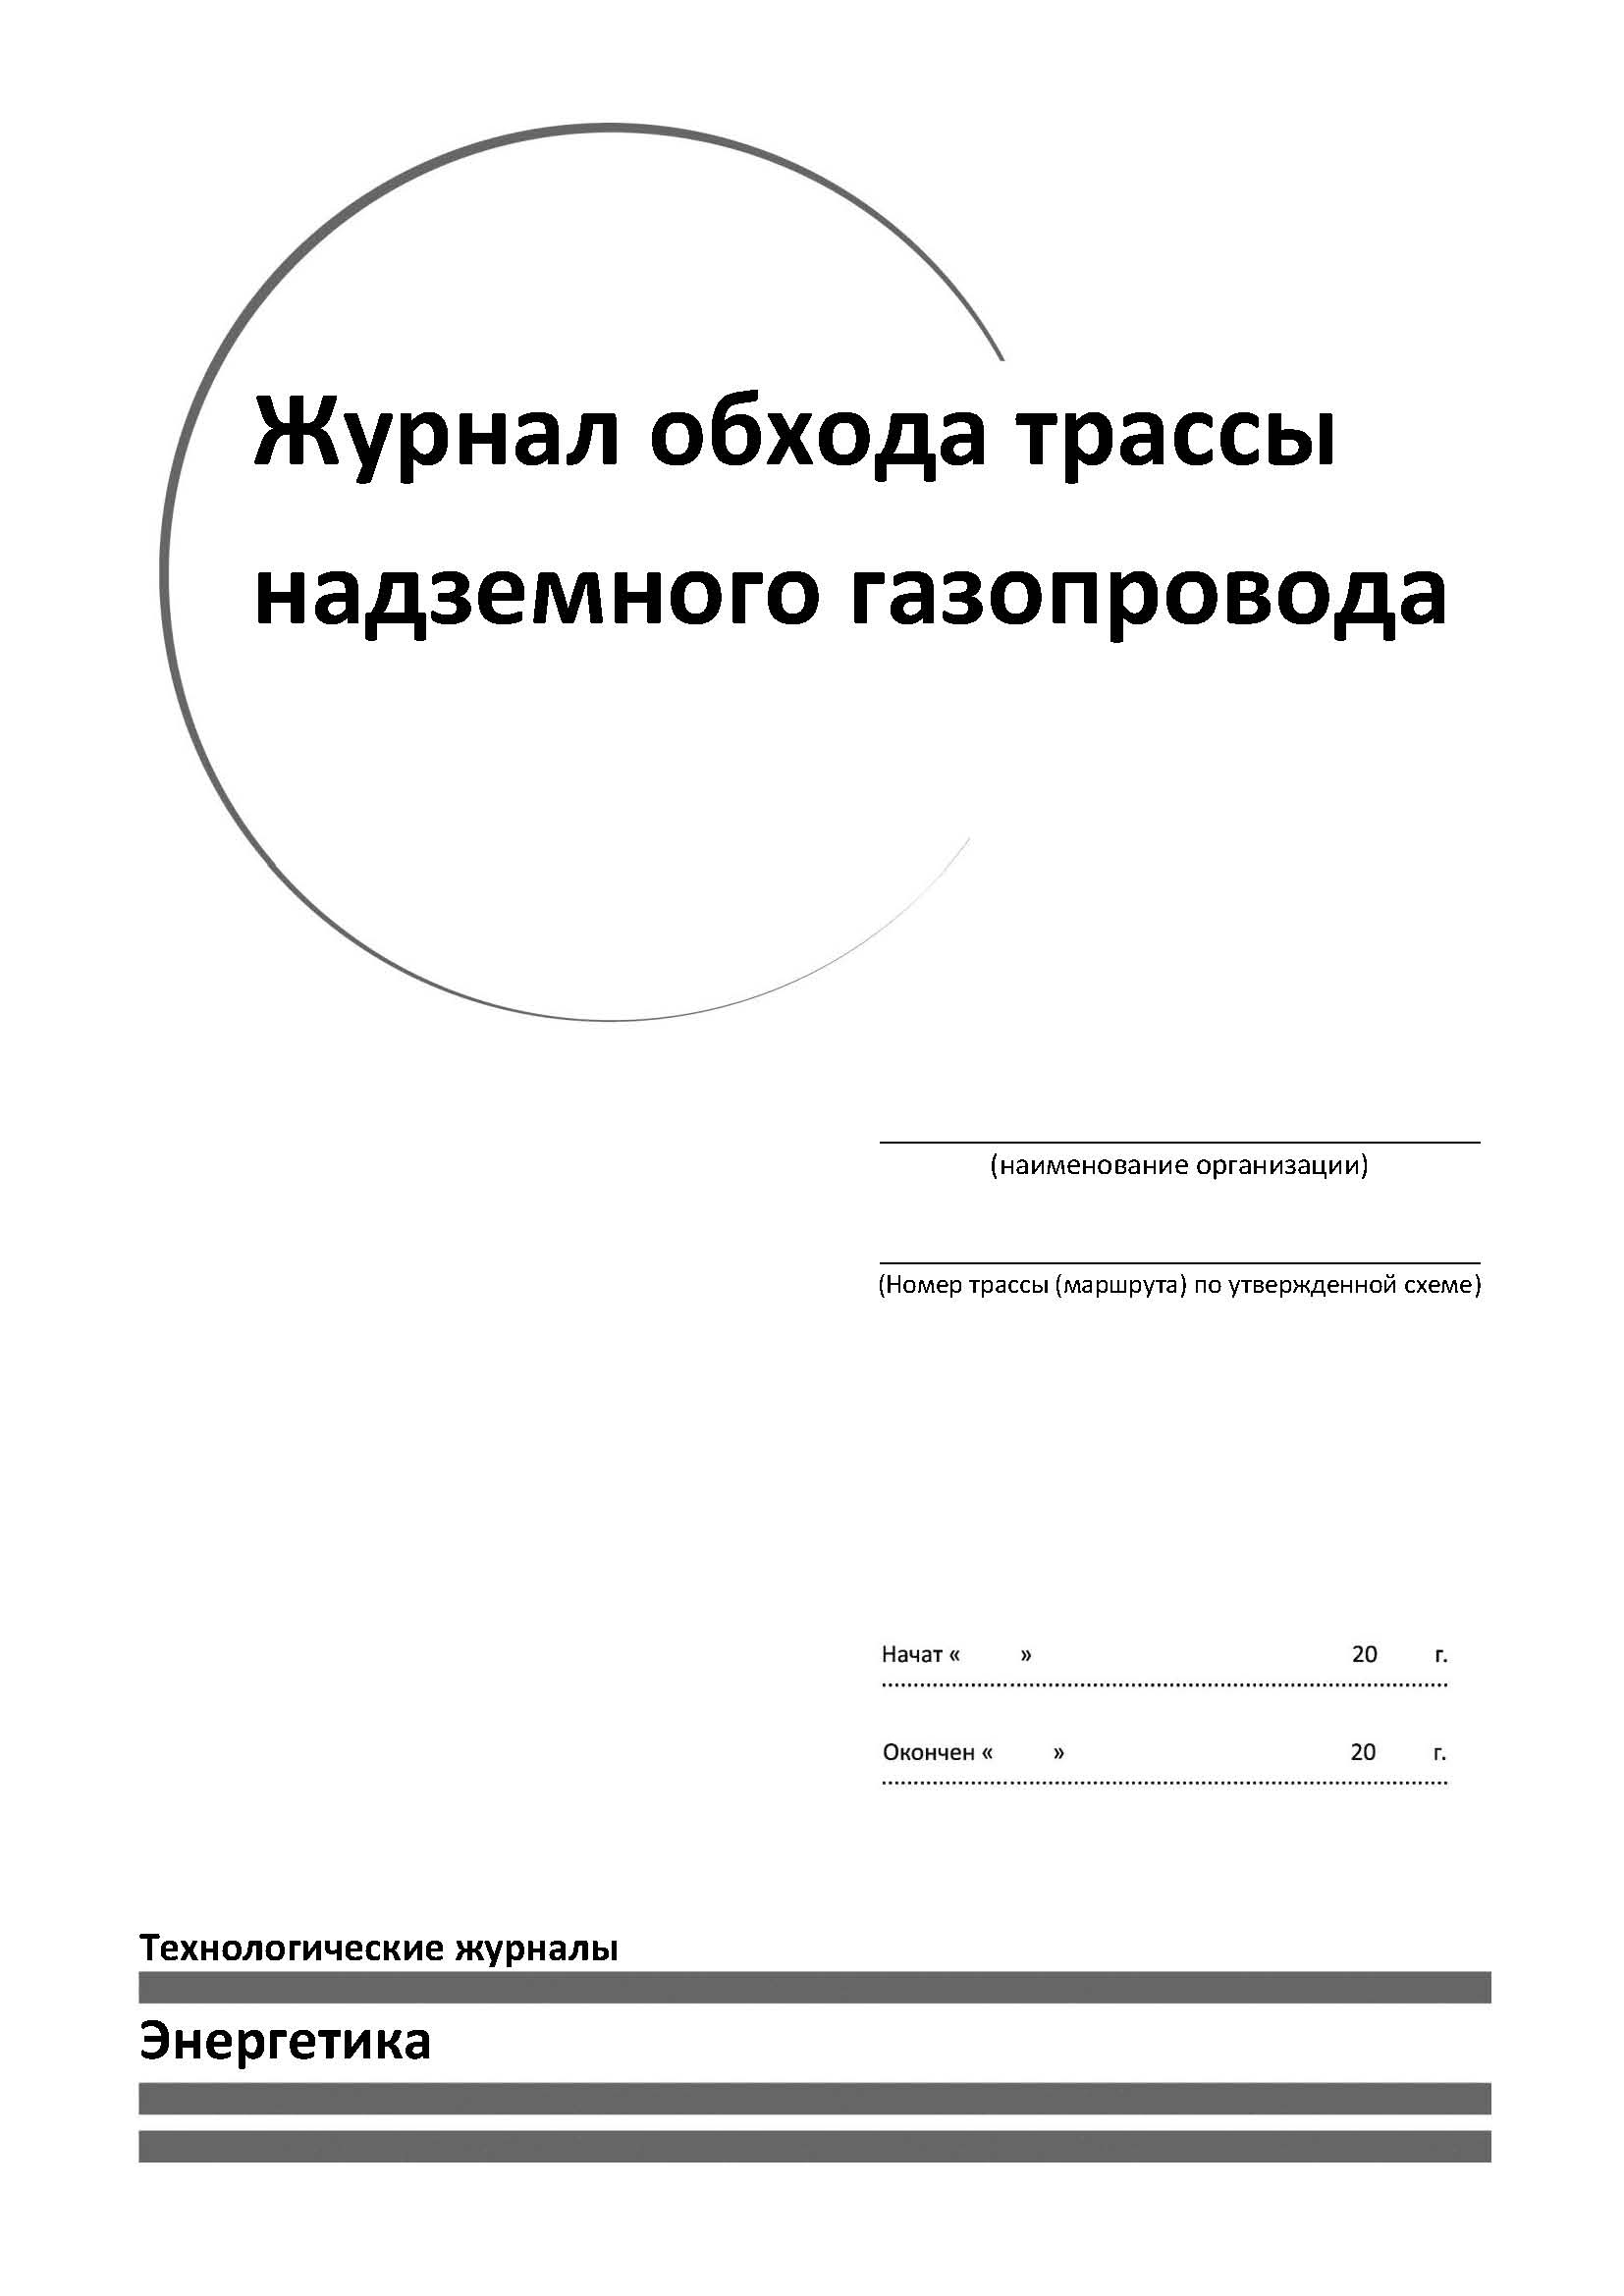 Журнал обхода трассы
надземного газопровода
(наименование организации)
(Номер трассы (маршрута) по утвержденной схеме)
Начат « » 20 г.
Окончен « » 20 г.
Технологические журналы
Энергетика